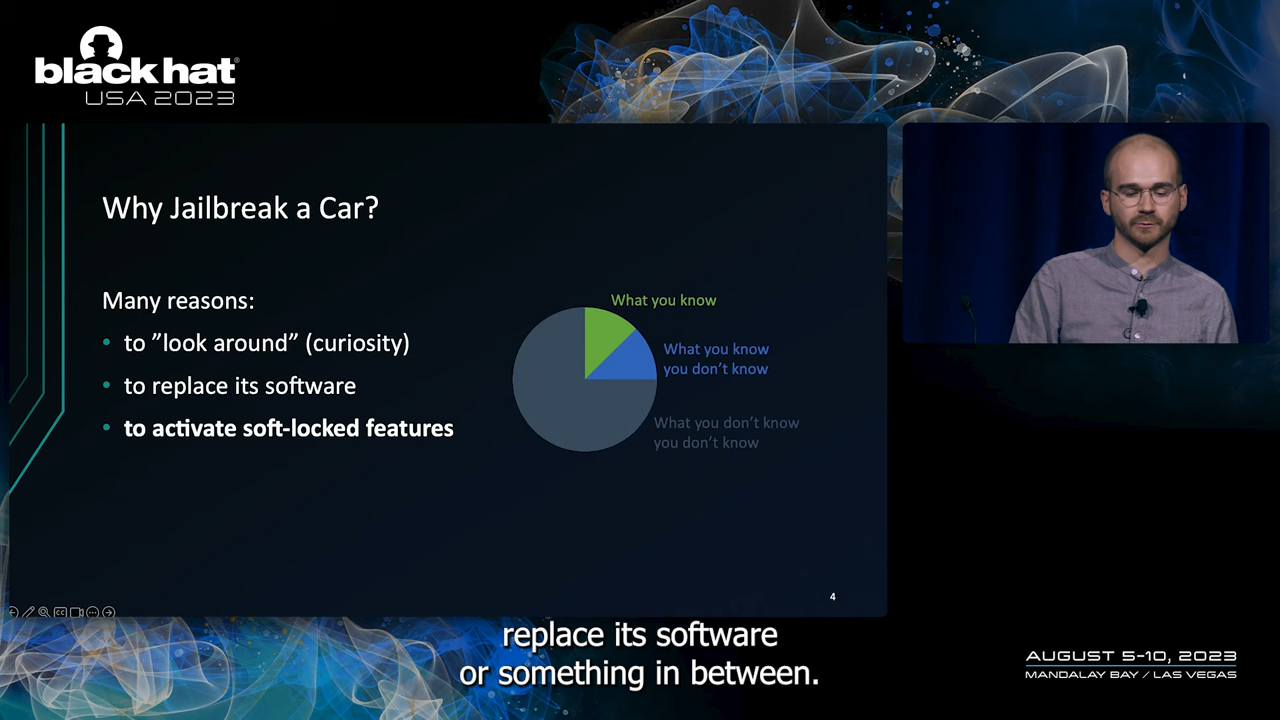 black hat®
USA 2023
Why Jailbreak a Car?
Many reasons:
• to ”look around” (curiosity)
• to replace its software
• to activate soft-locked features
What you know
What you know
you don’t know
What you don’t know
you don’t know
4
replace its software
or something in between.
AUGUST 5-10, 2023
MANDALAY BAY / LAS VEGAS